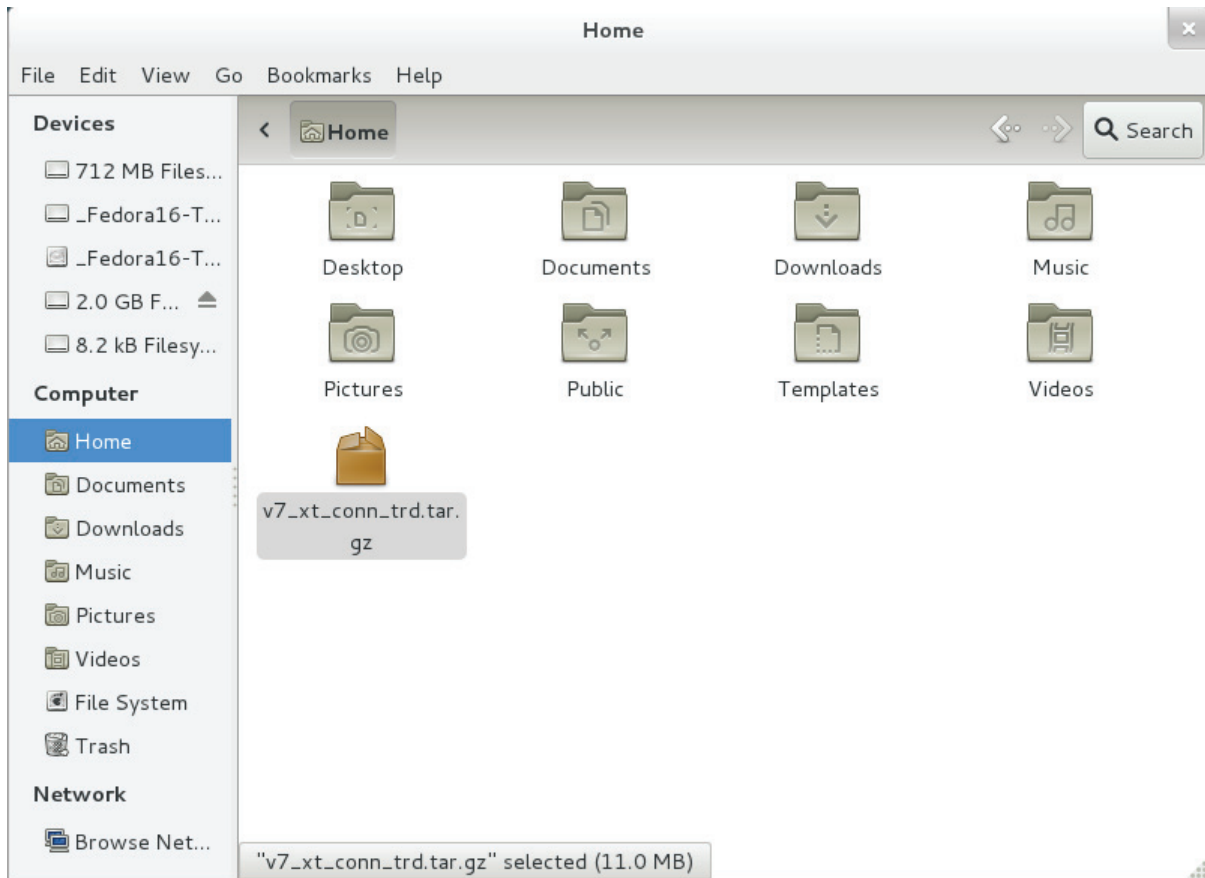 Home
File Edit View Go Bookmarks Help
Devices
712 MB Files...
_Fedora16-T...
_Fedora16-T...
2.0 GB F...
8.2 kB Filesy...
Computer
Home
Documents
Downloads
Music
Pictures
Videos
File System
Trash
Network
Browse Net...
Home
Search
Desktop Documents Downloads Music
Pictures Public Templates Videos
v7_xt_conn_trd.tar.
gz
"v7_xt_conn_trd.tar.gz" selected (11.0 MB)